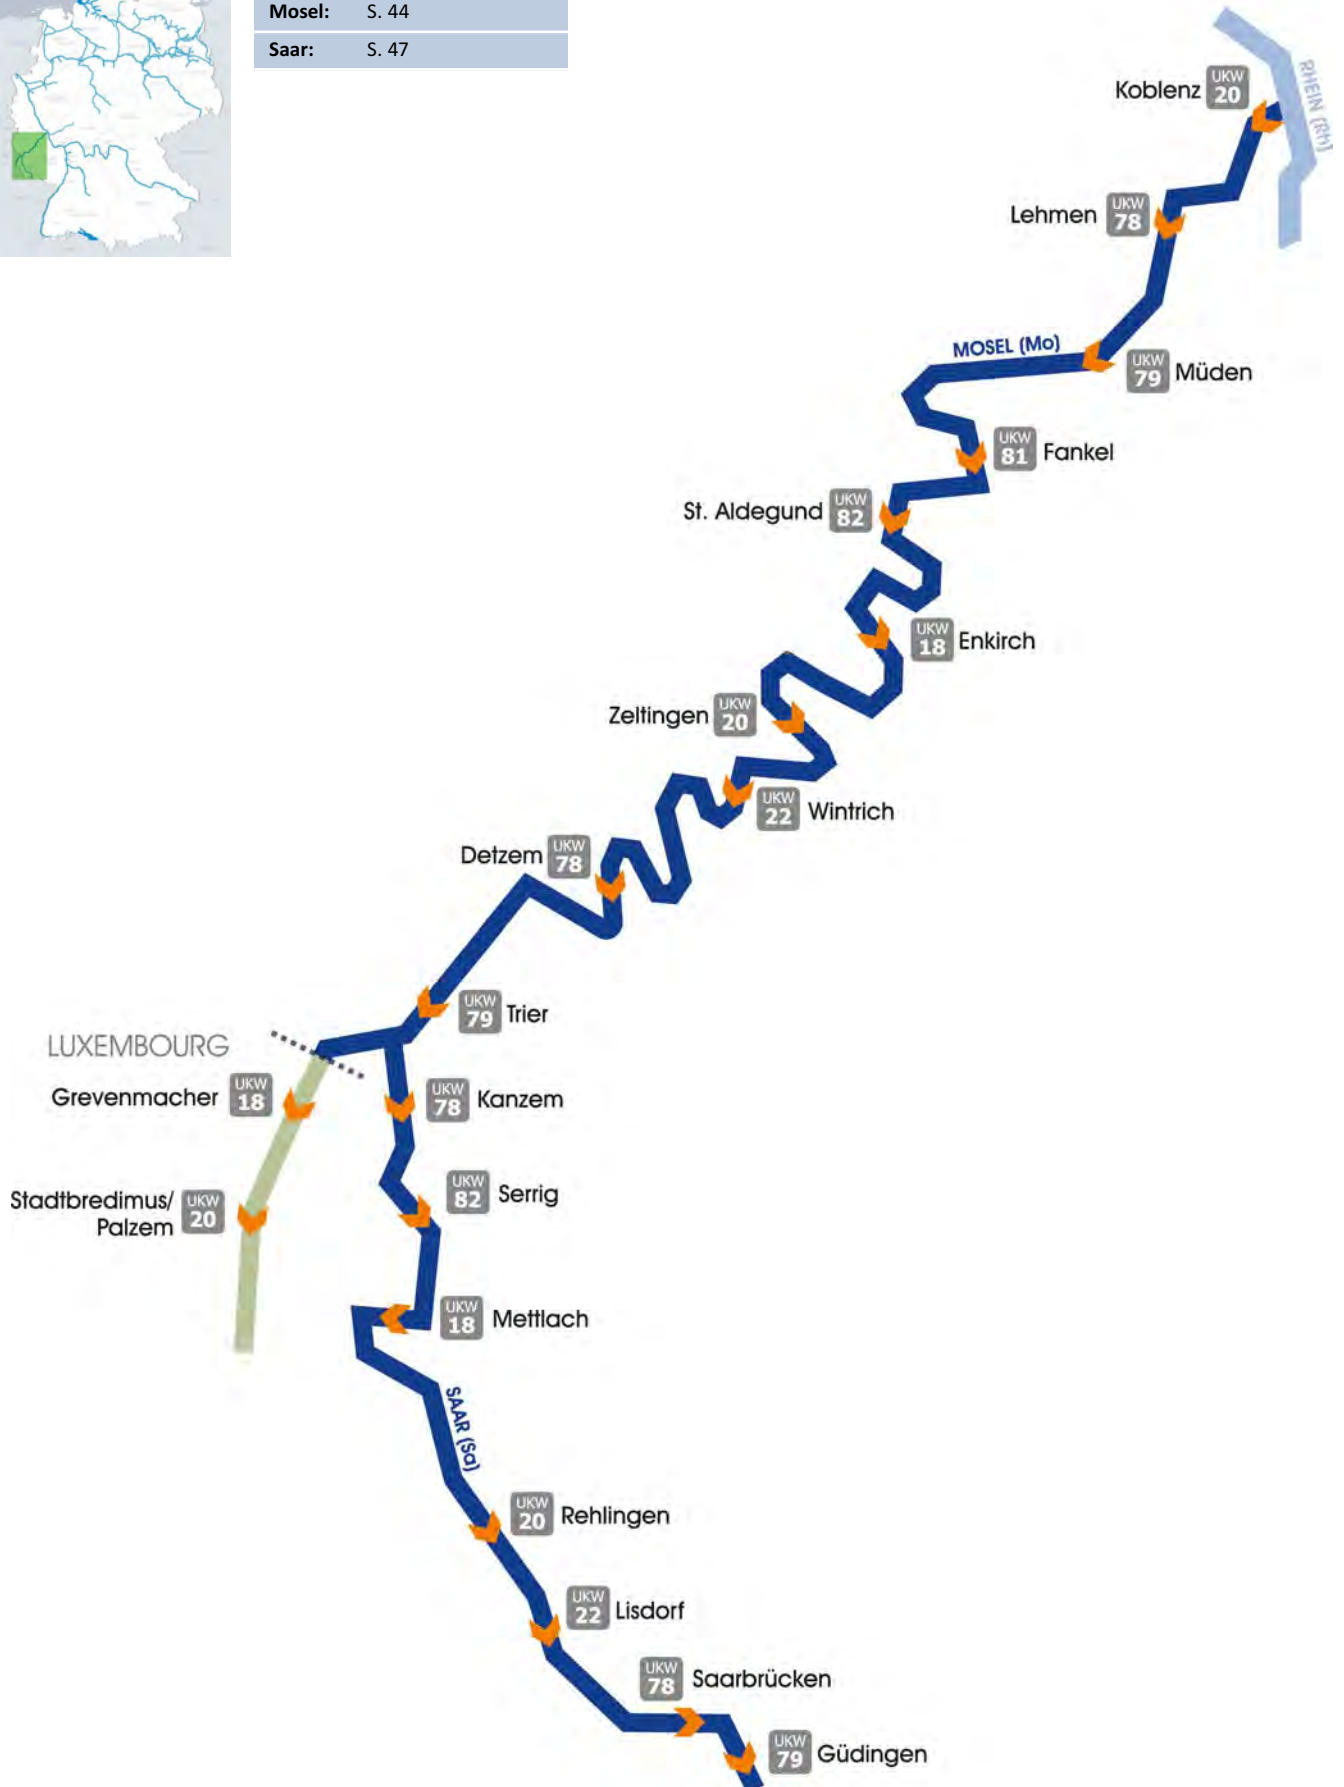 Mosel: S. 44
Saar: S. 47
RHEIN (Rh)
Koblenz UKW 20
Lehmen UKW 78
MOSEL (Mo)
UKW 79 Müden
UKW 81 Fankel
St. Aldegund UKW 82
UKW 18 Enkirch
Zeltingen UKW 20
UKW 22 Wintrich
Detzem UKW 78
UKW 79 Trier
LUXEMBOURG
Grevenmacher UKW 18
UKW 78 Kanzem
Stadtbredimus/
Palzem UKW 20
UKW 82 Serrig
UKW 18 Mettlach
SAAR (Sa)
UKW 20 Rehlingen
UKW 22 Lisdorf
UKW 78 Saarbrücken
UKW 79 Güdingen